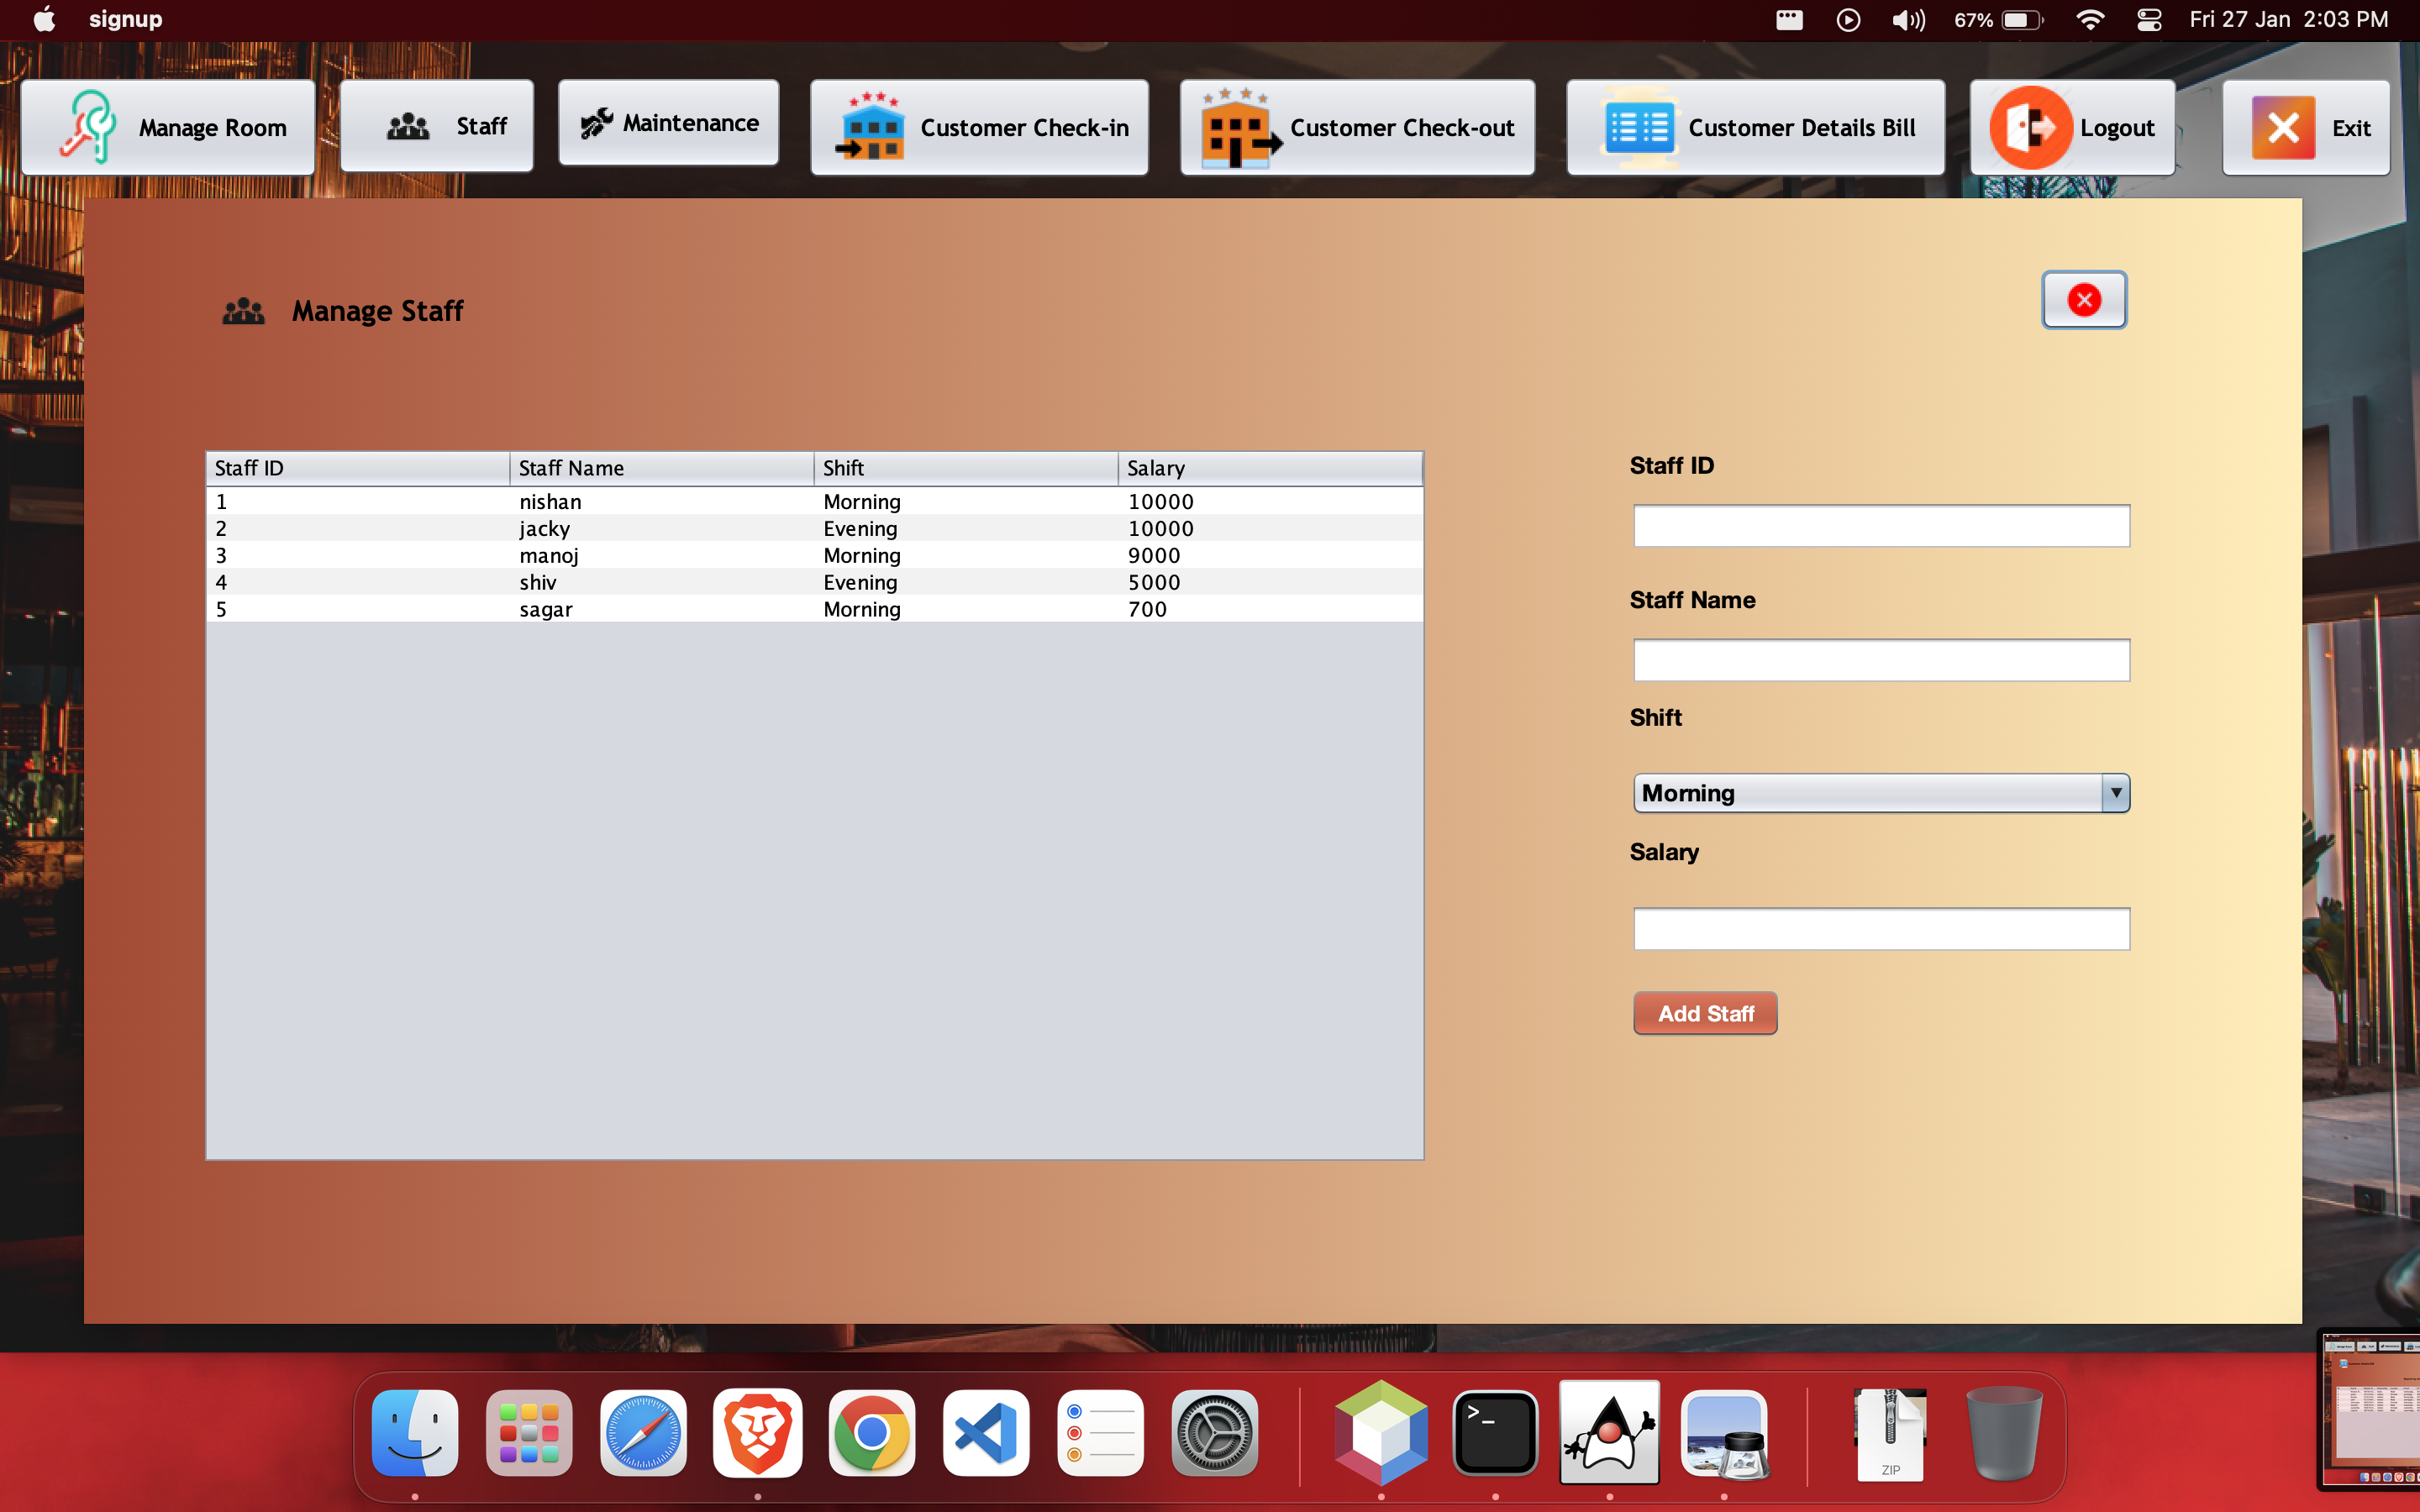 signup 67% Fri 27 Jan 2:03 PM
Manage Room Staff Maintenance Customer Check-in Customer Check-out Customer Details Bill Logout Exit
Manage Staff
Staff ID Staff Name Shift Salary
1 nishan Morning 10000
2 jacky Evening 10000
3 manoj Morning 9000
4 shiv Evening 5000
5 sagar Morning 700
Staff ID
Staff Name
Shift
Morning
Salary
Add Staff
>_
ZIP